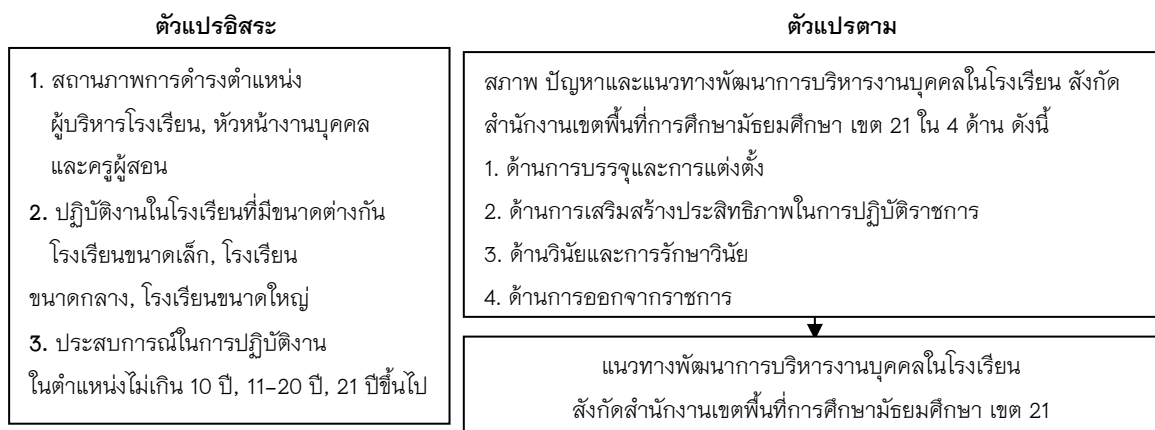 ตัวแปรอิสระ
1. สถานภาพการดำรงตำแหน่ง
ผู้บริหารโรงเรียน, หัวหน้างานบุคคล
และครูผู้สอน
2. ปฏิบัติงานในโรงเรียนที่มีขนาดต่างกัน
โรงเรียนขนาดเล็ก, โรงเรียน
ขนาดกลาง, โรงเรียนขนาดใหญ่
3. ประสบการณ์ในการปฏิบัติงาน
ในตำแหน่งไม่เกิน 10 ปี, 11-20 ปี, 21 ปีขึ้นไป
ตัวแปรตาม
สภาพ ปัญหาและแนวทางพัฒนาการบริหารงานบุคคลในโรงเรียน สังกัด
สำนักงานเขตพื้นที่การศึกษามัธยมศึกษา เขต 21 ใน 4 ด้าน ดังนี้
1. ด้านการบรรจุและการแต่งตั้ง
2. ด้านการเสริมสร้างประสิทธิภาพในการปฏิบัติราชการ
3. ด้านวินัยและการรักษาวินัย
4. ด้านการออกจากราชการ
แนวทางพัฒนาการบริหารงานบุคคลในโรงเรียน
สังกัดสำนักงานเขตพื้นที่การศึกษามัธยมศึกษา เขต 21